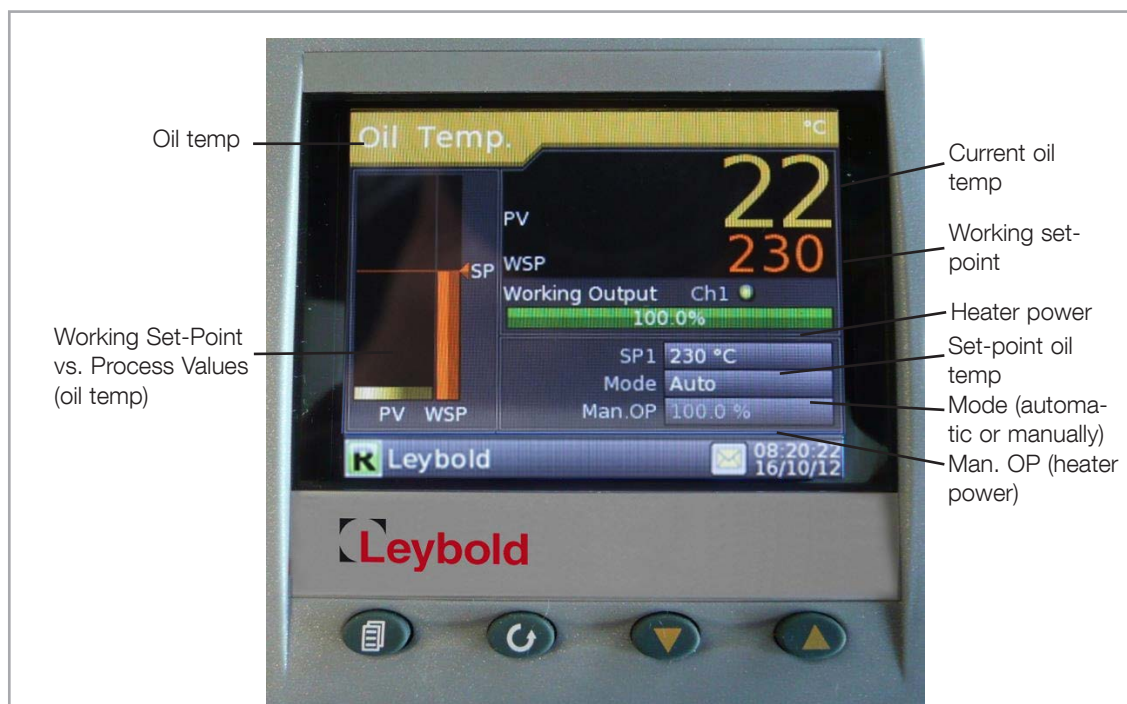 Oil temp
Working Set-Point
vs. Process Values
(oil temp)
Oil Temp.
°C
PV
22
WSP
230
SP
Working Output Ch1
100.0%
SP1 230 °C
Mode Auto
Man.OP 100.0 %
PV WSP
Leybold
08:20:22
16/10/12
Leybold
Current oil
temp
Working set-
point
Heater power
Set-point oil
temp
Mode (automa-
tic or manually)
Man. OP (heater
power)